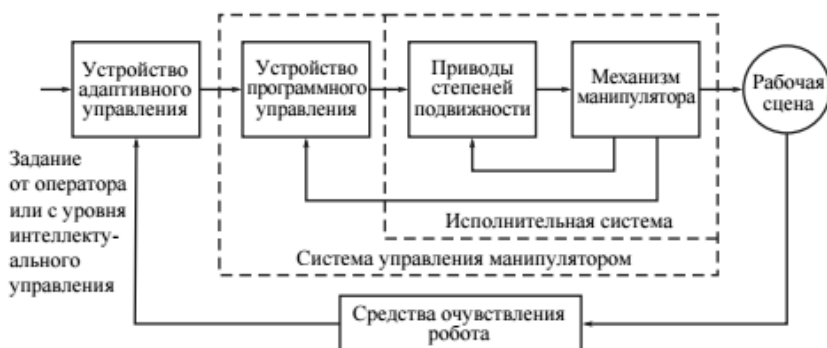 Устройство
адаптивного
управления
Устройство
программного
управления
Приводы
степеней
подвижности
Механизм
манипулятора
Рабочая
сцена
Задание
от оператора
или с уровня
интеллекту-
ального
управления
Исполнительная система
Система управления манипулятором
Средства очувствления
робота